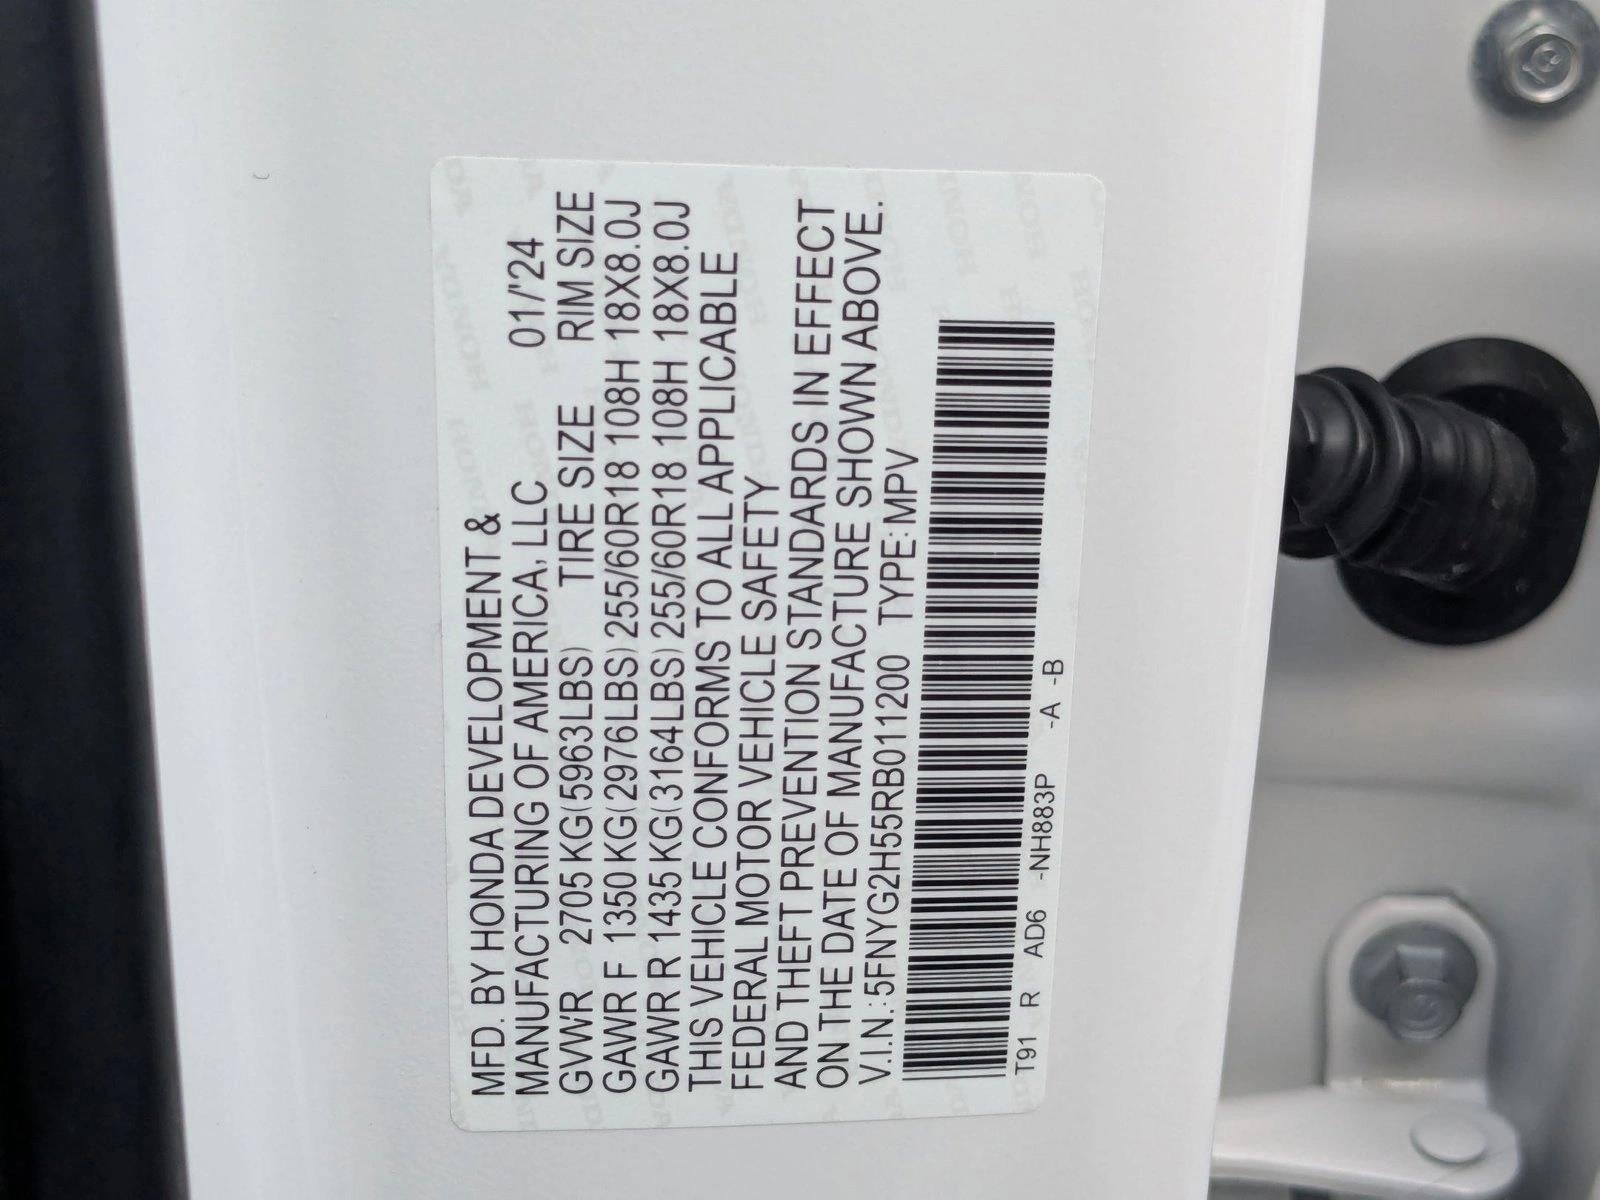 MFD. BY HONDA DEVELOPMENT &
MANUFACTURING OF AMERICA, LLC 01/'24
GVWR 2705 KG(5963LBS) TIRE SIZE RIM SIZE
GAWR F 1350 KG(2976LBS) 255/60R18 108H 18X8.0J
GAWR R 1435 KG(3164LBS) 255/60R18 108H 18X8.0J
THIS VEHICLE CONFORMS TO ALL APPLICABLE
FEDERAL MOTOR VEHICLE SAFETY
AND THEFT PREVENTION STANDARDS IN EFFECT
ON THE DATE OF MANUFACTURE SHOWN ABOVE.
V.I.N.: 5FNYG2H55RB011200 TYPE: MPV
T91 R AD6 -NH883P -A -B